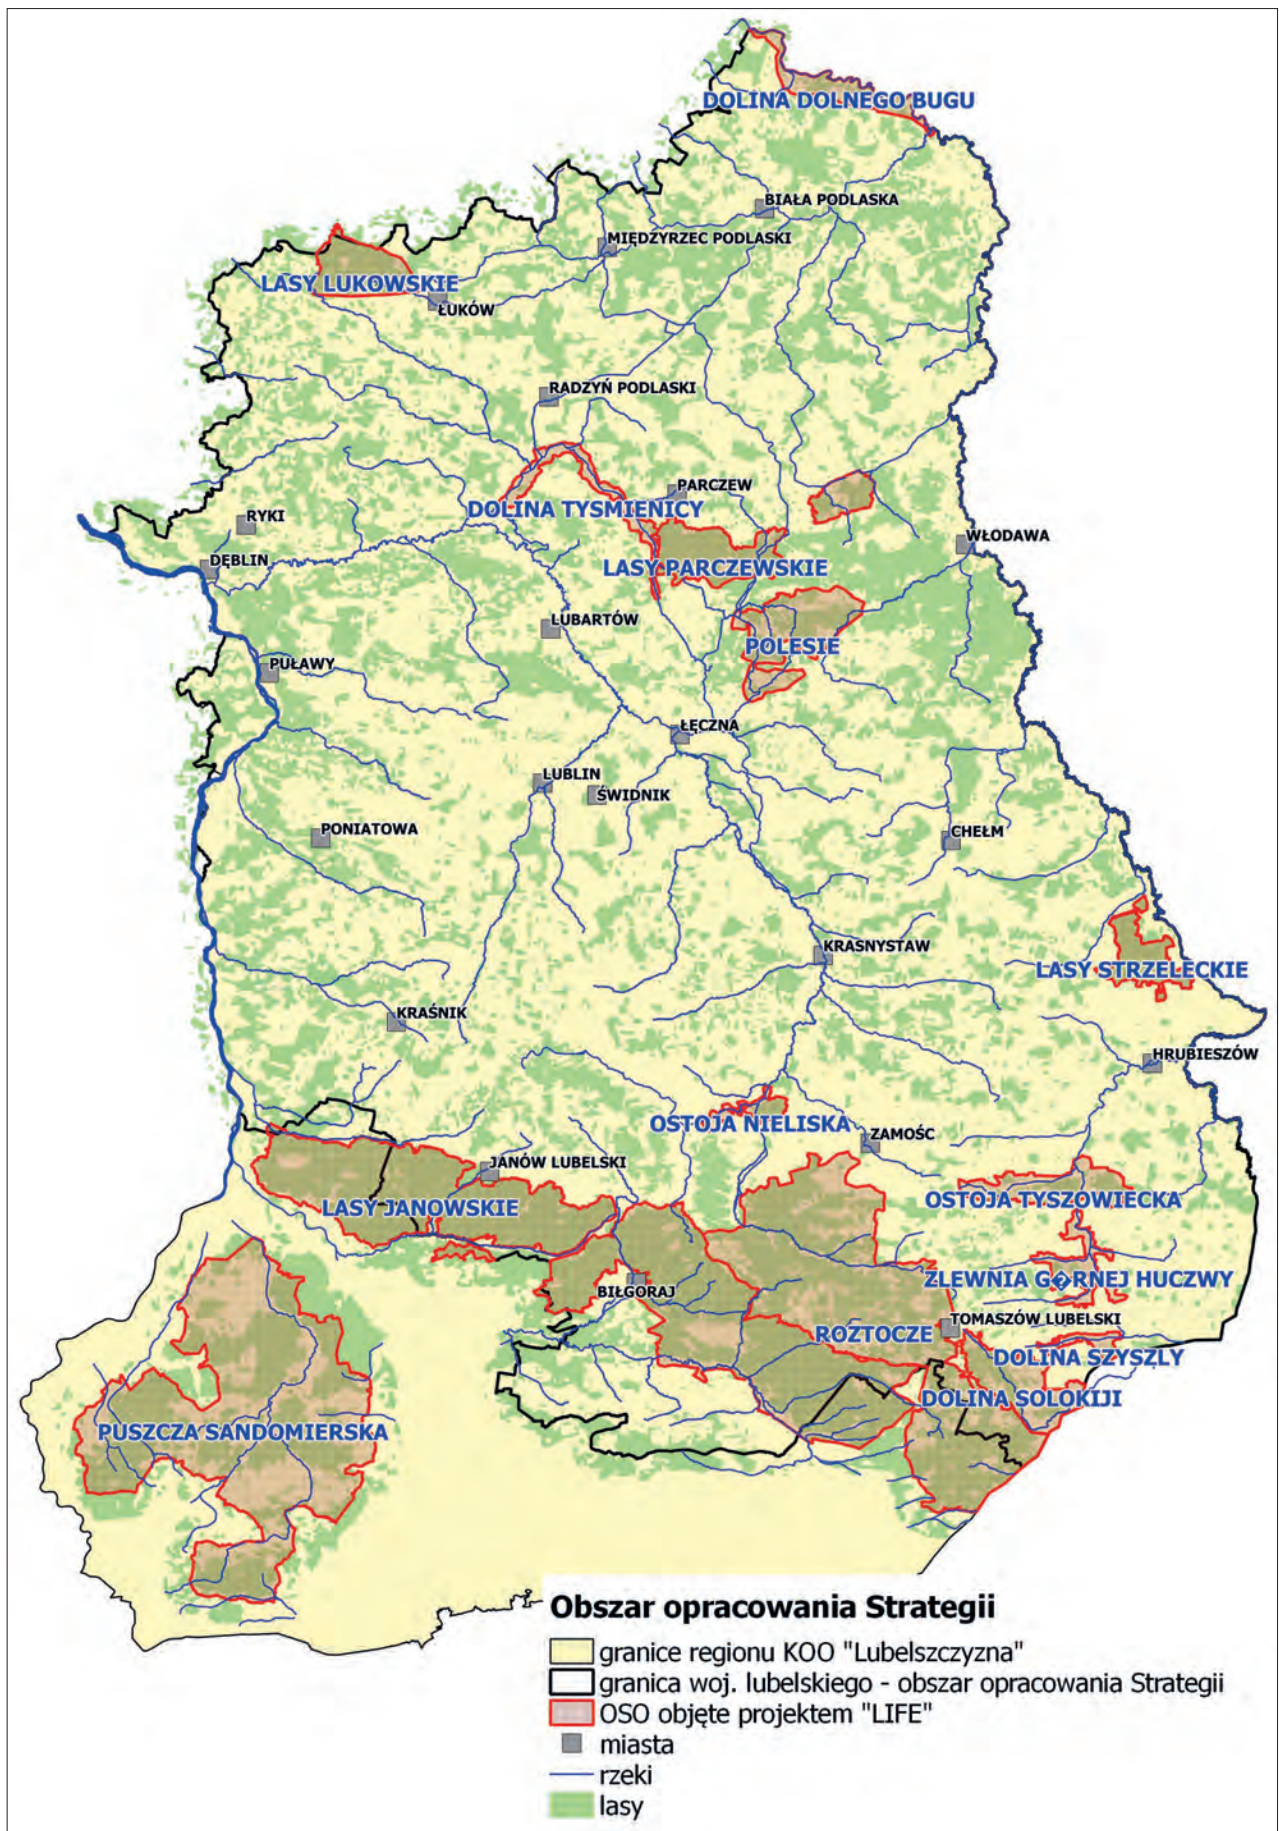 DOLINA DOLNEGO BUGU
BIAŁA PODLASKA
MIĘDZYRZEC PODLASKI
LASY LUKOWSKIE
ŁUKÓW
RADZYŃ PODLASKI
PARCZEW
DOLINA TYSMIENICY
RYKI
WŁODAWA
DĘBLIN
LASY PARCZEWSKIE
LUBARTÓW
POLESIE
PUŁAWY
ŁĘCZNA
LUBLIN
ŚWIDNIK
PONIATOWA
CHEŁM
KRASNYSTAW
LASY STRZELECKIE
KRAŚNIK
HRUBIESZÓW
OSTOJA NIELISKA
ZAMOŚC
JANÓW LUBELSKI
OSTOJA TYSZOWIECKA
LASY JANOWSKIE
ZLEWNIA G�RNEJ HUCZWY
BIŁGORAJ
TOMASZÓW LUBELSKI
ROZTOCZE
DOLINA SZYSZLY
DOLINA SOLOKIJI
PUSZCZA SANDOMIERSKA
Obszar opracowania Strategii
granice regionu KOO "Lubelszczyzna"
granica woj. lubelskiego - obszar opracowania Strategii
OSO objęte projektem "LIFE"
miasta
rzeki
lasy